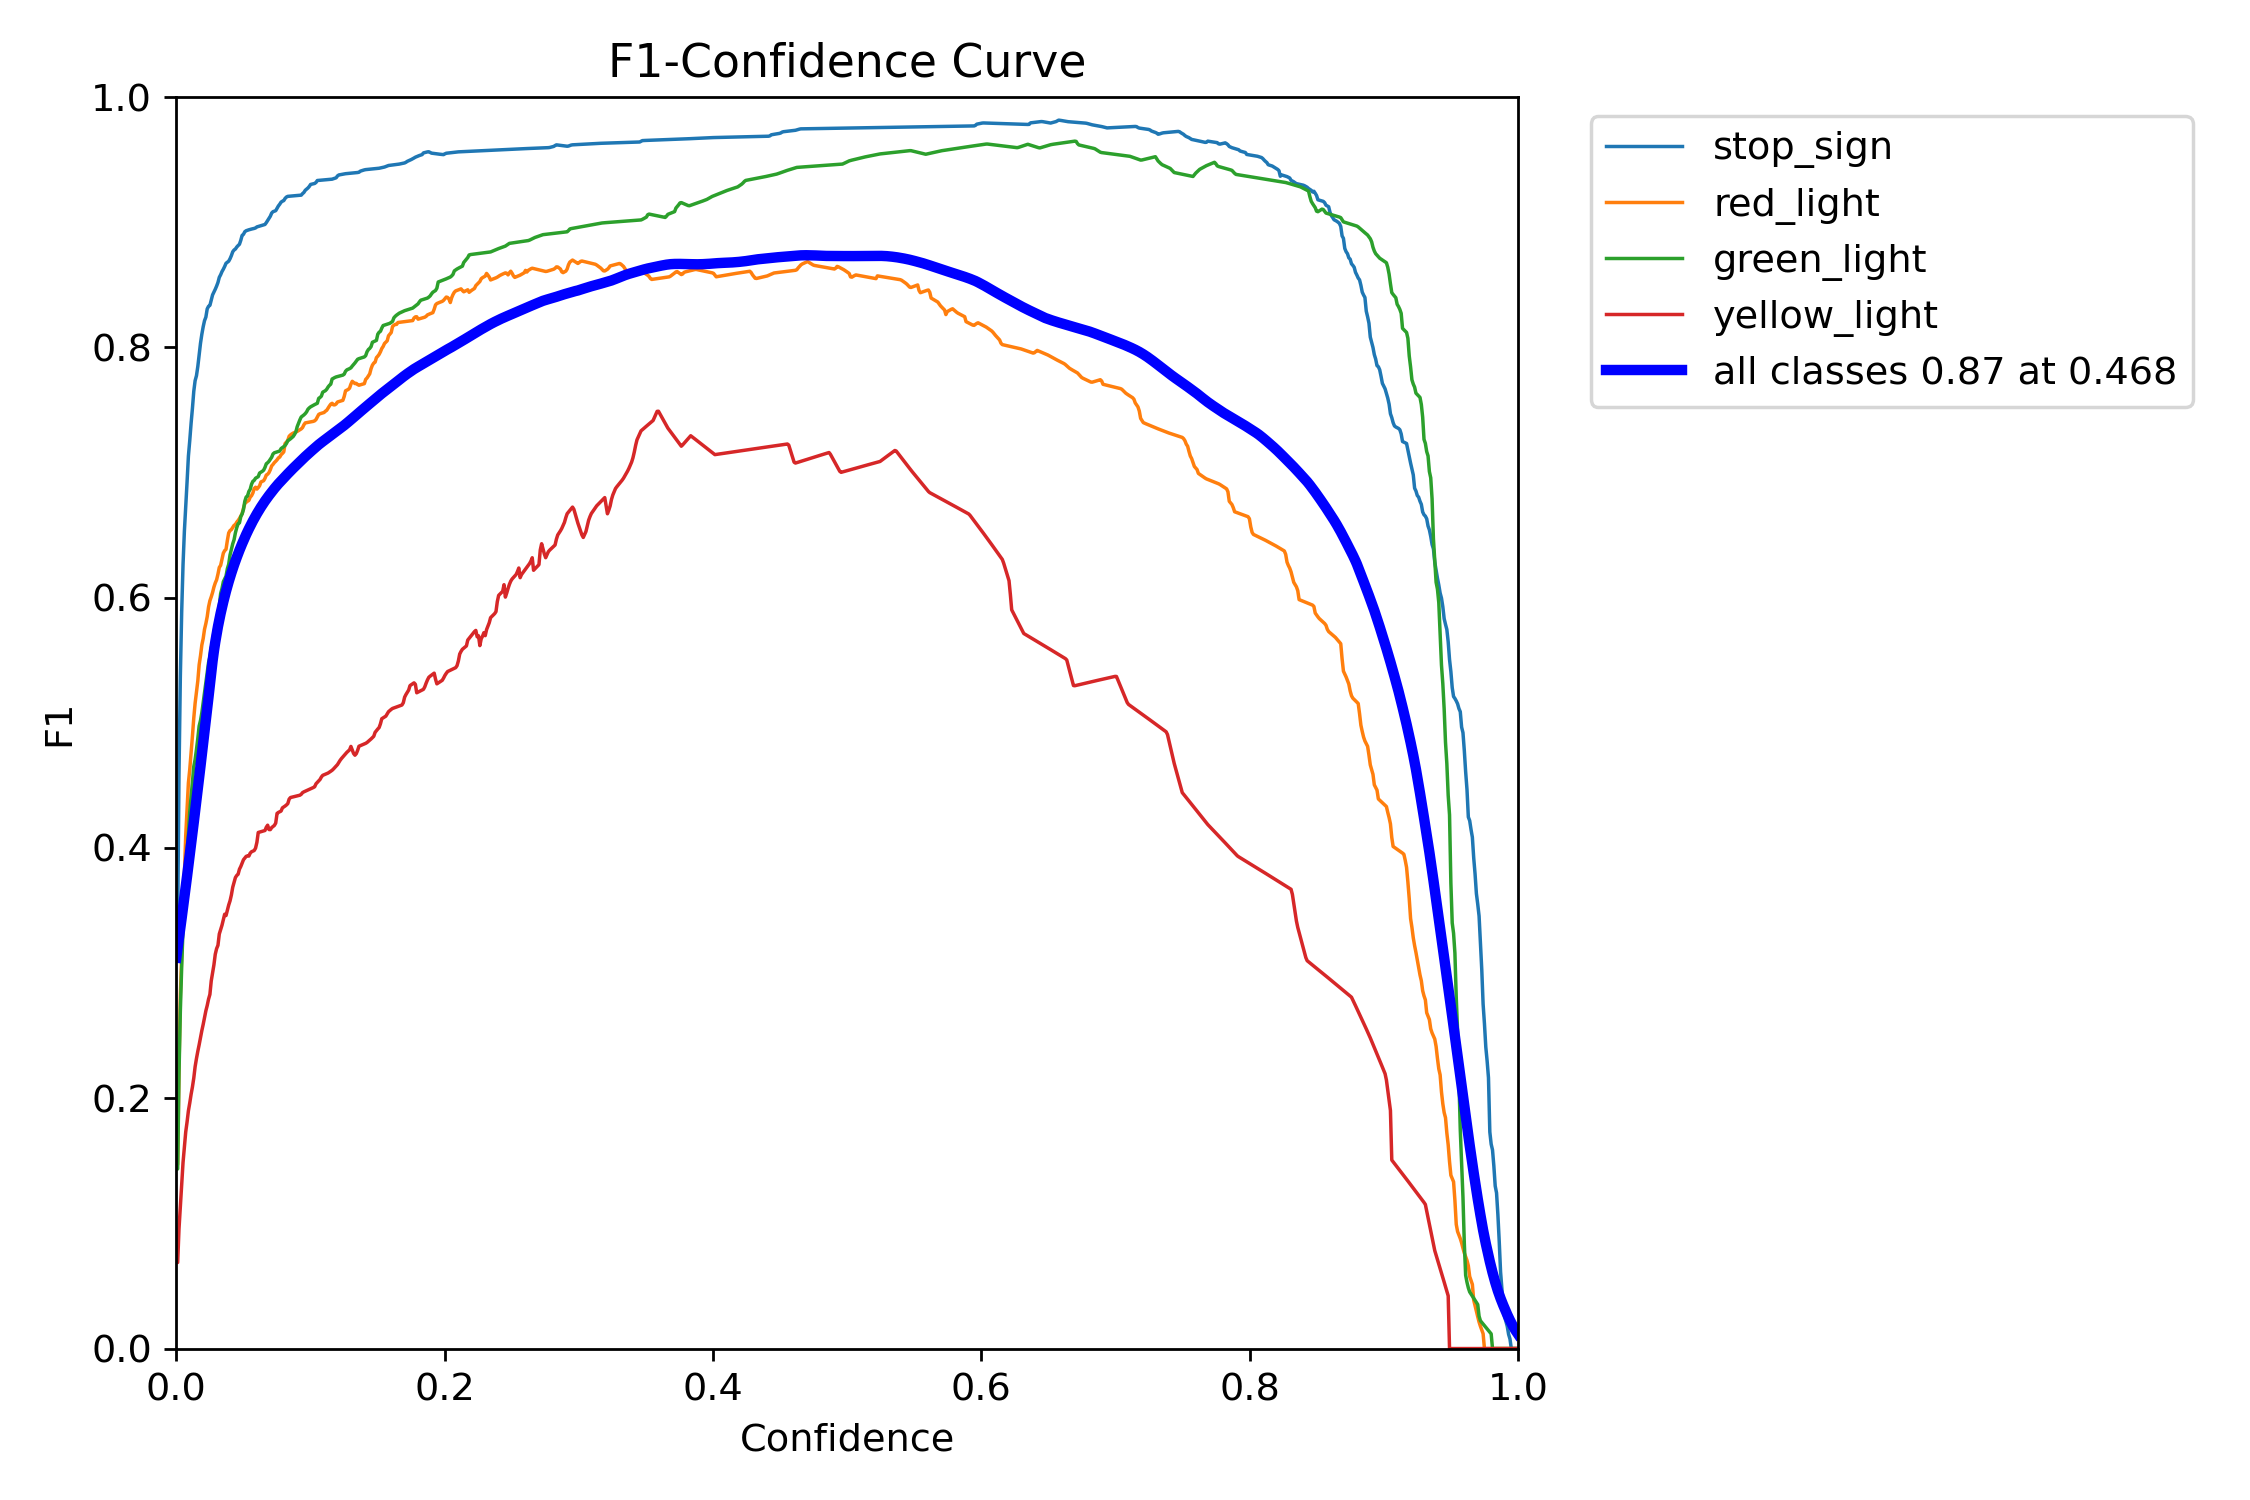 F1-Confidence Curve
1.0
0.8
0.6
0.4
0.2
0.0
F1
0.0 0.2 0.4 0.6 0.8 1.0
Confidence
stop_sign
red_light
green_light
yellow_light
all classes 0.87 at 0.468